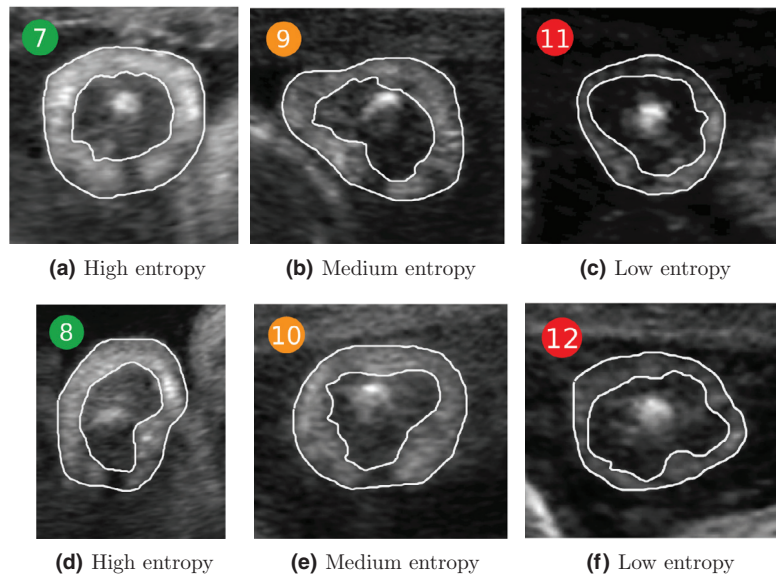 7
9
11
(a) High entropy
(b) Medium entropy
(c) Low entropy
8
10
12
(d) High entropy
(e) Medium entropy
(f) Low entropy